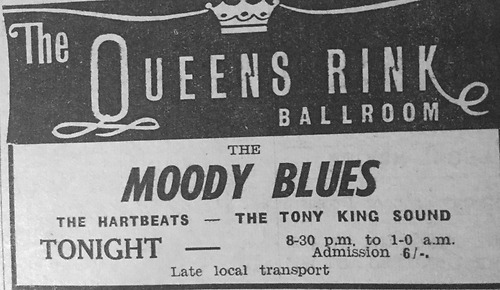 The
QUEENS RINK
BALLROOM
THE
MOODY BLUES
THE HARTBEATS — THE TONY KING SOUND
TONIGHT — 8-30 p.m. to 1-0 a.m.
Admission 6/-.
Late local transport